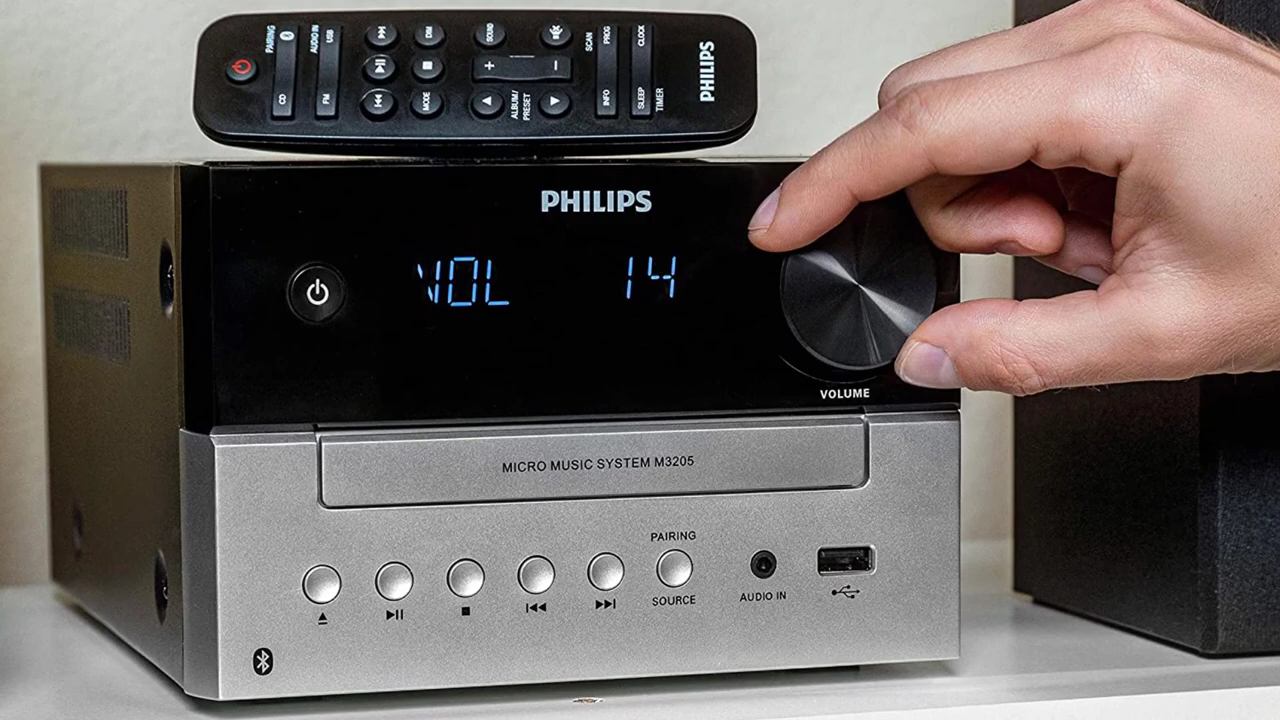 PAIRING
CD
AUDIO IN
USB
FM
DIM
MODE
SOUND
+
−
ALBUM/
PRESET
SCAN
PROG
INFO
CLOCK
SLEEP
TIMER
PHILIPS
PHILIPS
VOL 14
VOLUME
MICRO MUSIC SYSTEM M3205
PAIRING
SOURCE
AUDIO IN